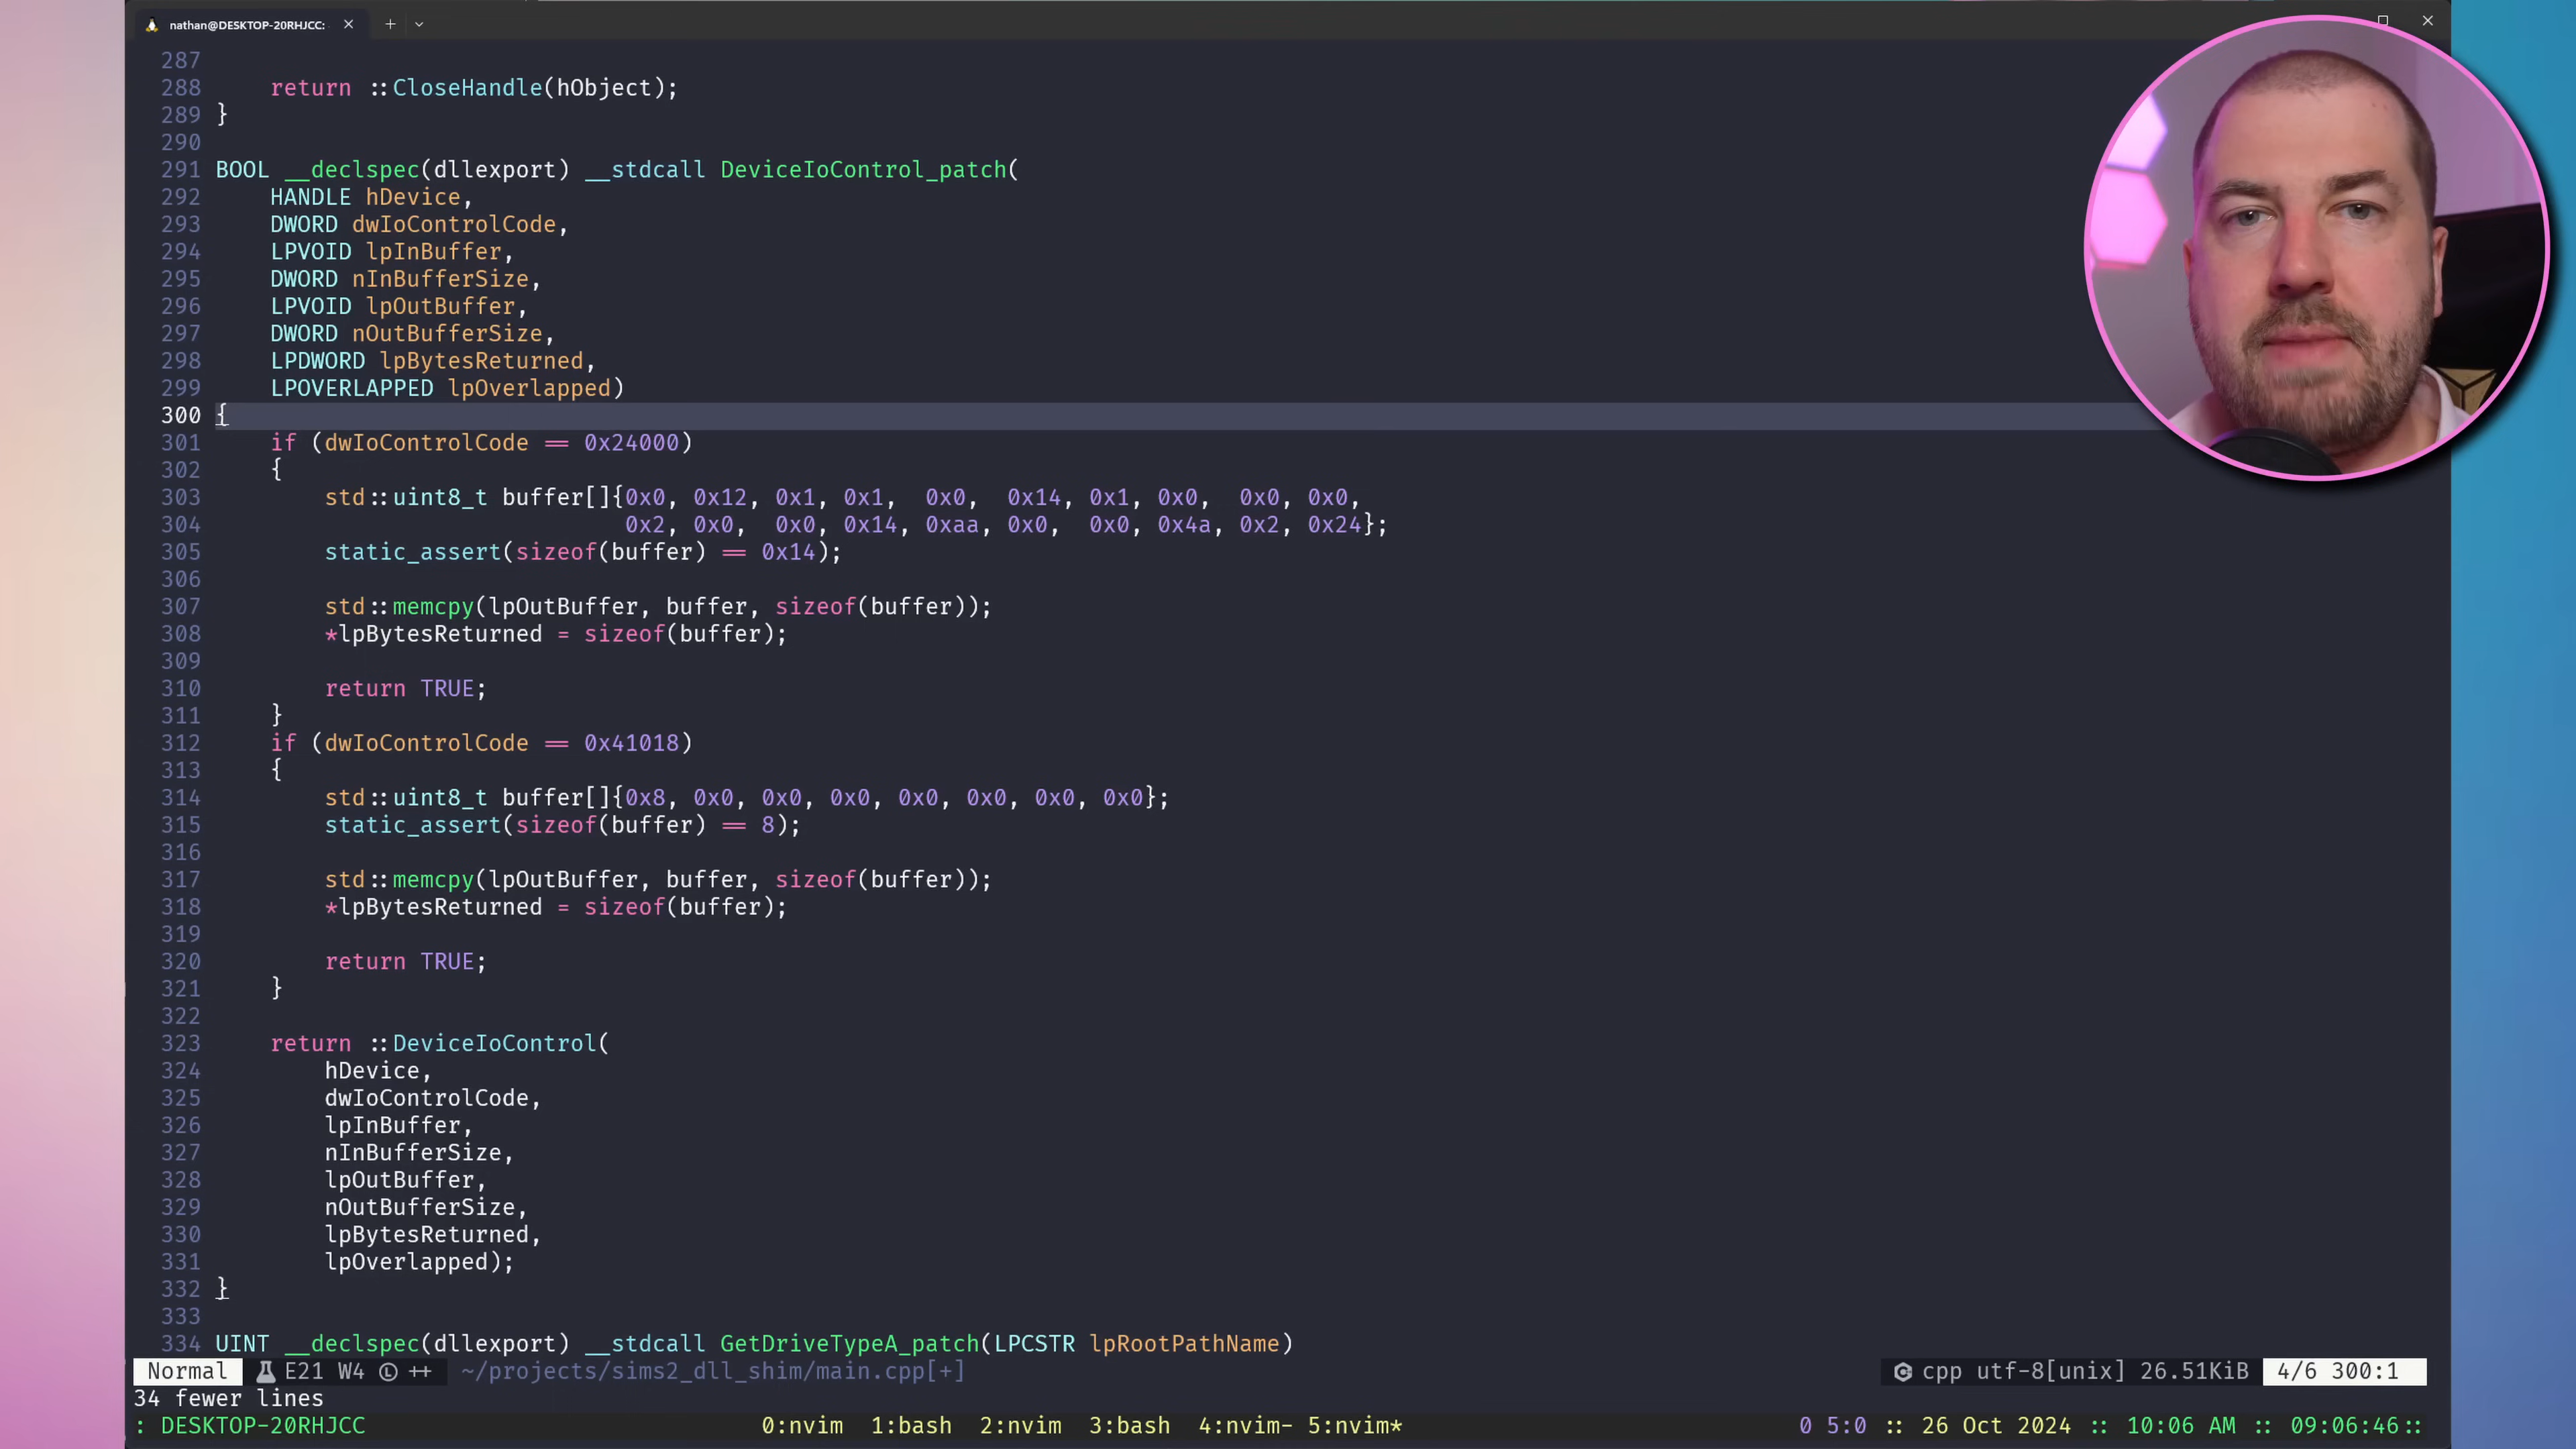 nathan@DESKTOP-20RHJCC:
287
288 return ::CloseHandle(hObject);
289 }
290
291 BOOL __declspec(dllexport) __stdcall DeviceIoControl_patch(
292 HANDLE hDevice,
293 DWORD dwIoControlCode,
294 LPVOID lpInBuffer,
295 DWORD nInBufferSize,
296 LPVOID lpOutBuffer,
297 DWORD nOutBufferSize,
298 LPDWORD lpBytesReturned,
299 LPOVERLAPPED lpOverlapped)
300 {
301 if (dwIoControlCode == 0x24000)
302 {
303 std::uint8_t buffer[]{0x0, 0x12, 0x1, 0x1, 0x0, 0x14, 0x1, 0x0, 0x0, 0x0,
304 0x2, 0x0, 0x0, 0x14, 0xaa, 0x0, 0x0, 0x4a, 0x2, 0x24};
305 static_assert(sizeof(buffer) == 0x14);
306
307 std::memcpy(lpOutBuffer, buffer, sizeof(buffer));
308 *lpBytesReturned = sizeof(buffer);
309
310 return TRUE;
311 }
312 if (dwIoControlCode == 0x41018)
313 {
314 std::uint8_t buffer[]{0x8, 0x0, 0x0, 0x0, 0x0, 0x0, 0x0, 0x0};
315 static_assert(sizeof(buffer) == 8);
316
317 std::memcpy(lpOutBuffer, buffer, sizeof(buffer));
318 *lpBytesReturned = sizeof(buffer);
319
320 return TRUE;
321 }
322
323 return ::DeviceIoControl(
324 hDevice,
325 dwIoControlCode,
326 lpInBuffer,
327 nInBufferSize,
328 lpOutBuffer,
329 nOutBufferSize,
330 lpBytesReturned,
331 lpOverlapped);
332 }
333
334 UINT __declspec(dllexport) __stdcall GetDriveTypeA_patch(LPCSTR lpRootPathName)
Normal E21 W4 Ⓛ ++ ~/projects/sims2_dll_shim/main.cpp[+] cpp utf-8[unix] 26.51KiB 4/6 300:1
34 fewer lines
: DESKTOP-20RHJCC 0:nvim 1:bash 2:nvim 3:bash 4:nvim- 5:nvim* 0 5:0 :: 26 Oct 2024 :: 10:06 AM :: 09:06:46::